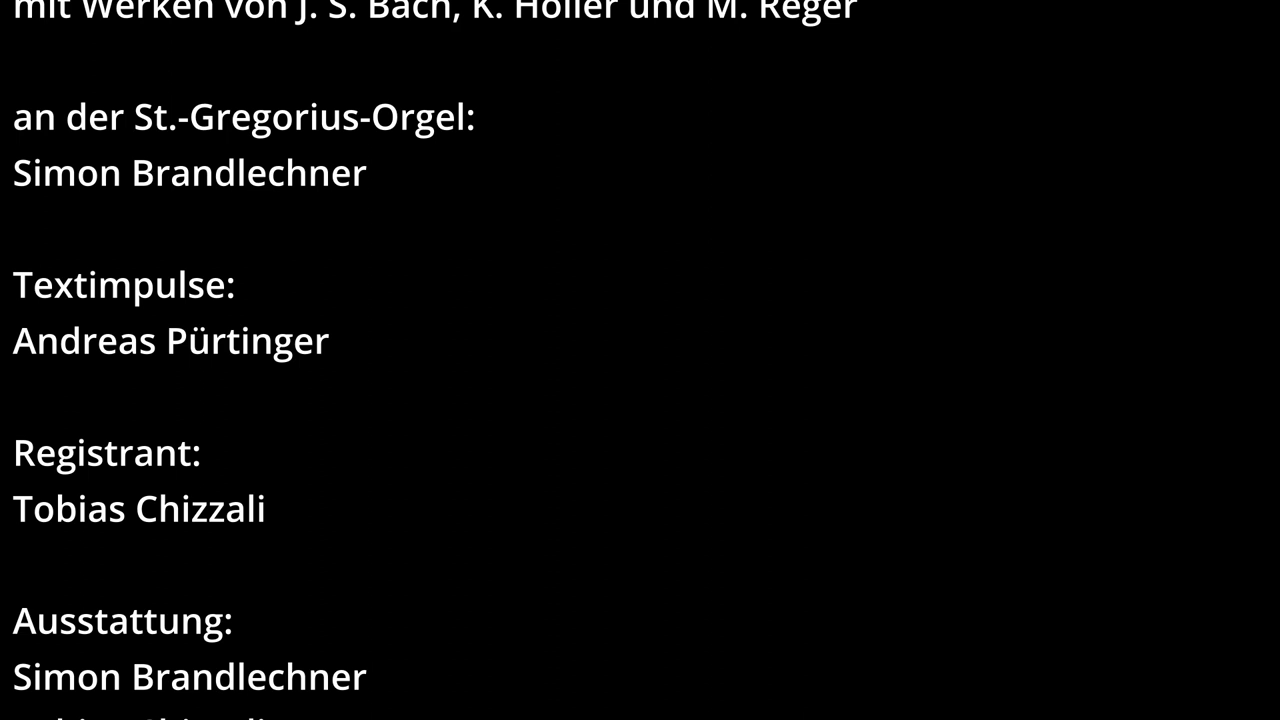 mit Werken von J. S. Bach, K. Höller und M. Reger
an der St.-Gregorius-Orgel:
Simon Brandlechner
Textimpulse:
Andreas Pürtinger
Registrant:
Tobias Chizzali
Ausstattung:
Simon Brandlechner